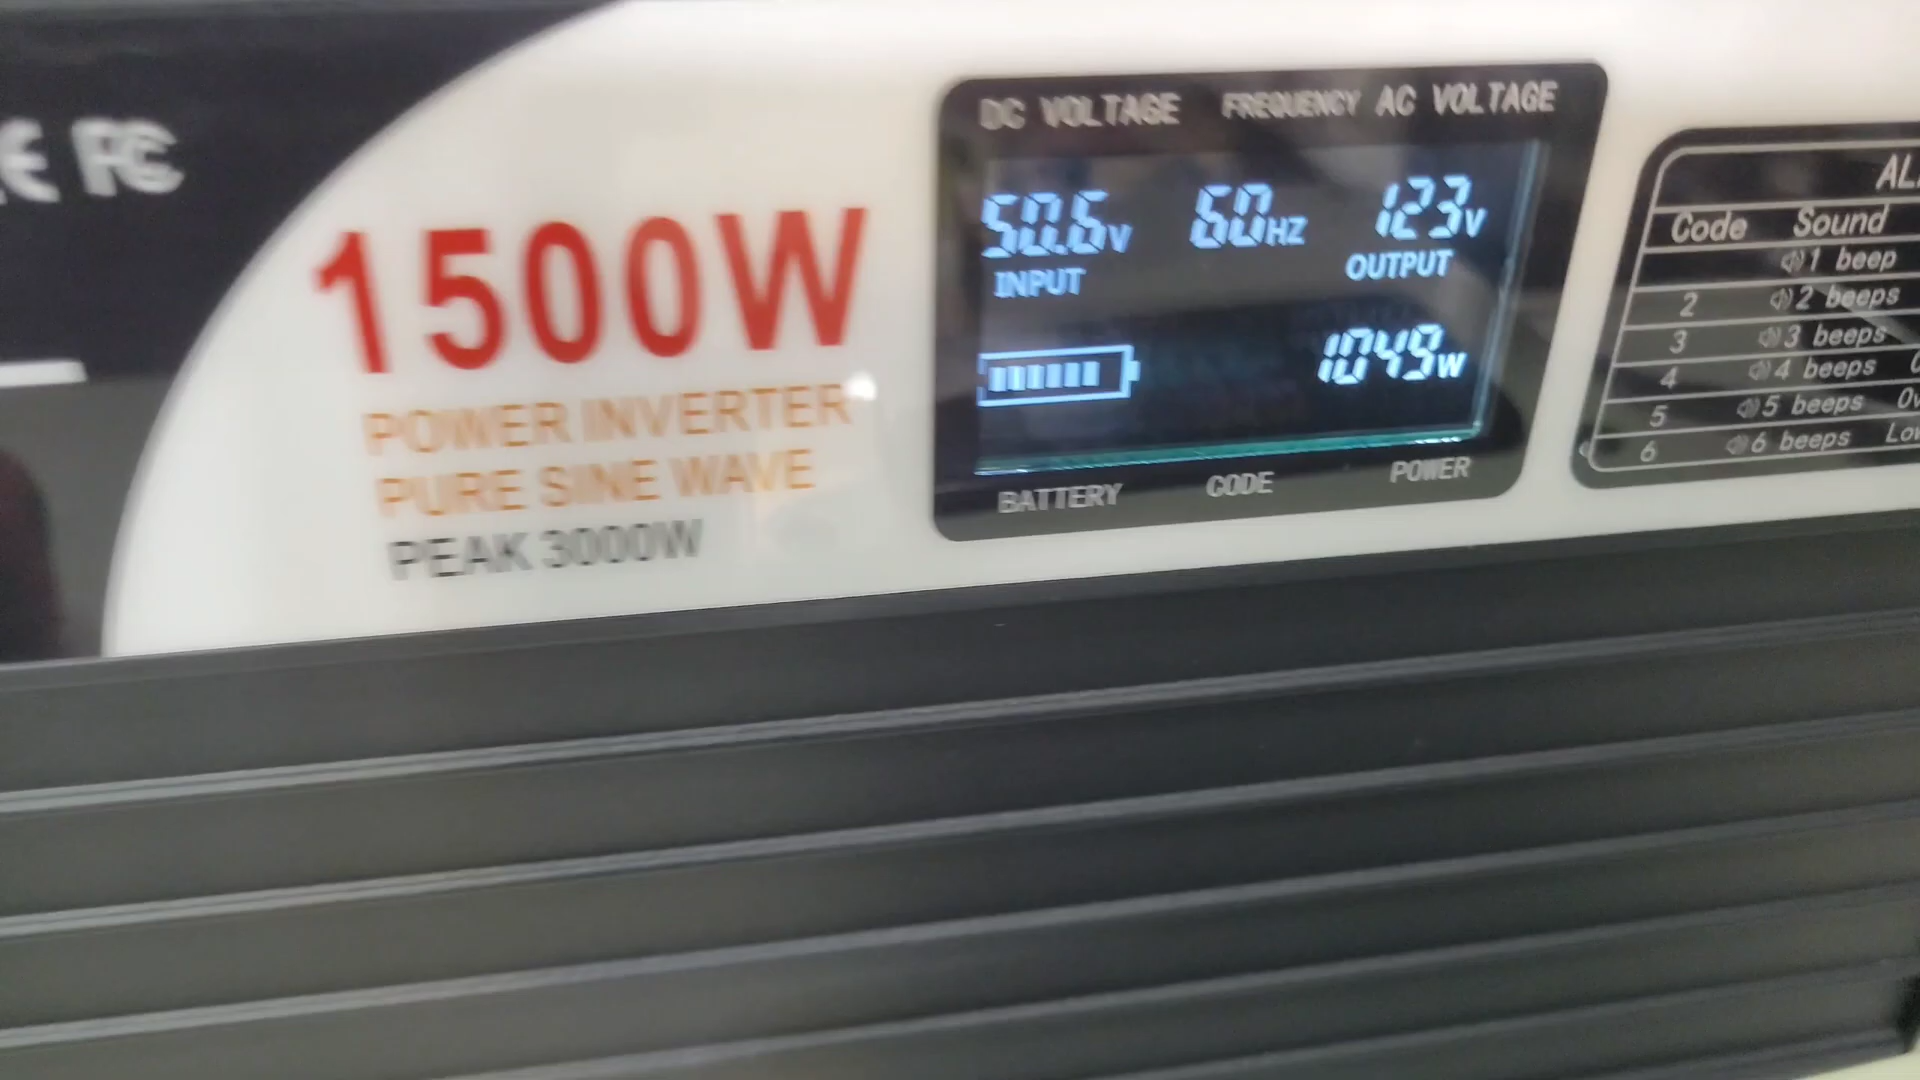 CE FC
1500W
POWER INVERTER
PURE SINE WAVE
PEAK 3000W
DC VOLTAGE FREQUENCY AC VOLTAGE
50.6V 60HZ 123V
INPUT OUTPUT
1049W
BATTERY CODE POWER
Code Sound
1 beep
2 2 beeps
3 3 beeps
4 4 beeps
5 5 beeps
6 6 beeps